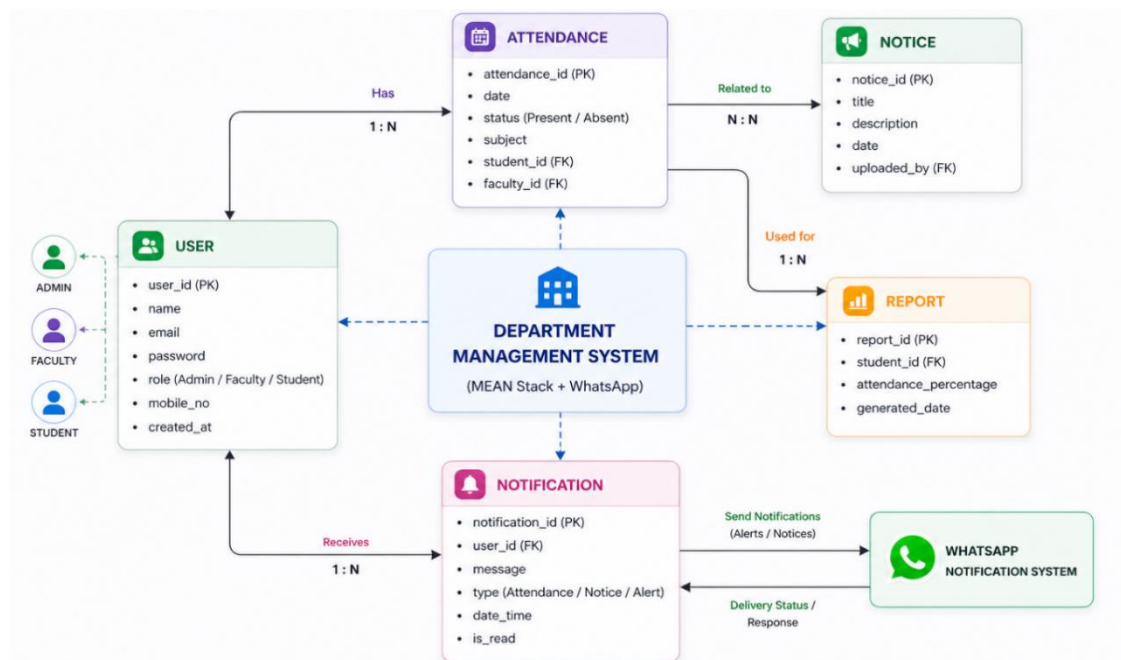 ATTENDANCE
• attendance_id (PK)
• date
• status (Present / Absent)
• subject
• student_id (FK)
• faculty_id (FK)
NOTICE
• notice_id (PK)
• title
• description
• date
• uploaded_by (FK)
Has
1 : N
Related to
N : N
Used for
1 : N
USER
• user_id (PK)
• name
• email
• password
• role (Admin / Faculty / Student)
• mobile_no
• created_at
ADMIN
FACULTY
STUDENT
DEPARTMENT
MANAGEMENT SYSTEM
(MEAN Stack + WhatsApp)
REPORT
• report_id (PK)
• student_id (FK)
• attendance_percentage
• generated_date
Receives
1 : N
NOTIFICATION
• notification_id (PK)
• user_id (FK)
• message
• type (Attendance / Notice / Alert)
• date_time
• is_read
Send Notifications
(Alerts / Notices)
Delivery Status /
Response
WHATSAPP
NOTIFICATION SYSTEM